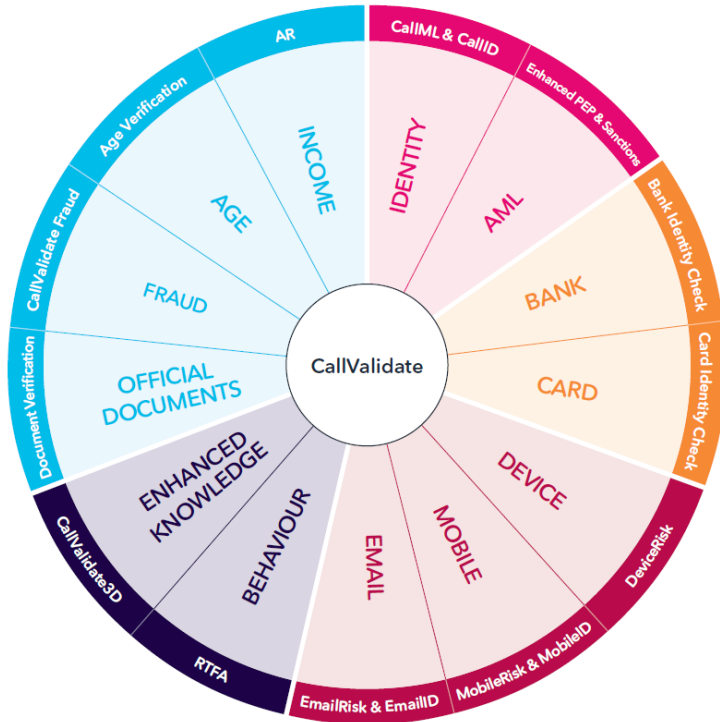 AR
CallML & CallID
Enhanced PEP & Sanctions
Bank Identity Check
Card Identity Check
DeviceRisk
MobileRisk & MobileID
EmailRisk & EmailID
RTFA
CallValidate3D
Document Verification
CallValidate Fraud
Age Verification
INCOME
IDENTITY
AML
BANK
CARD
DEVICE
MOBILE
EMAIL
BEHAVIOUR
ENHANCED
KNOWLEDGE
OFFICIAL
DOCUMENTS
FRAUD
AGE
CallValidate